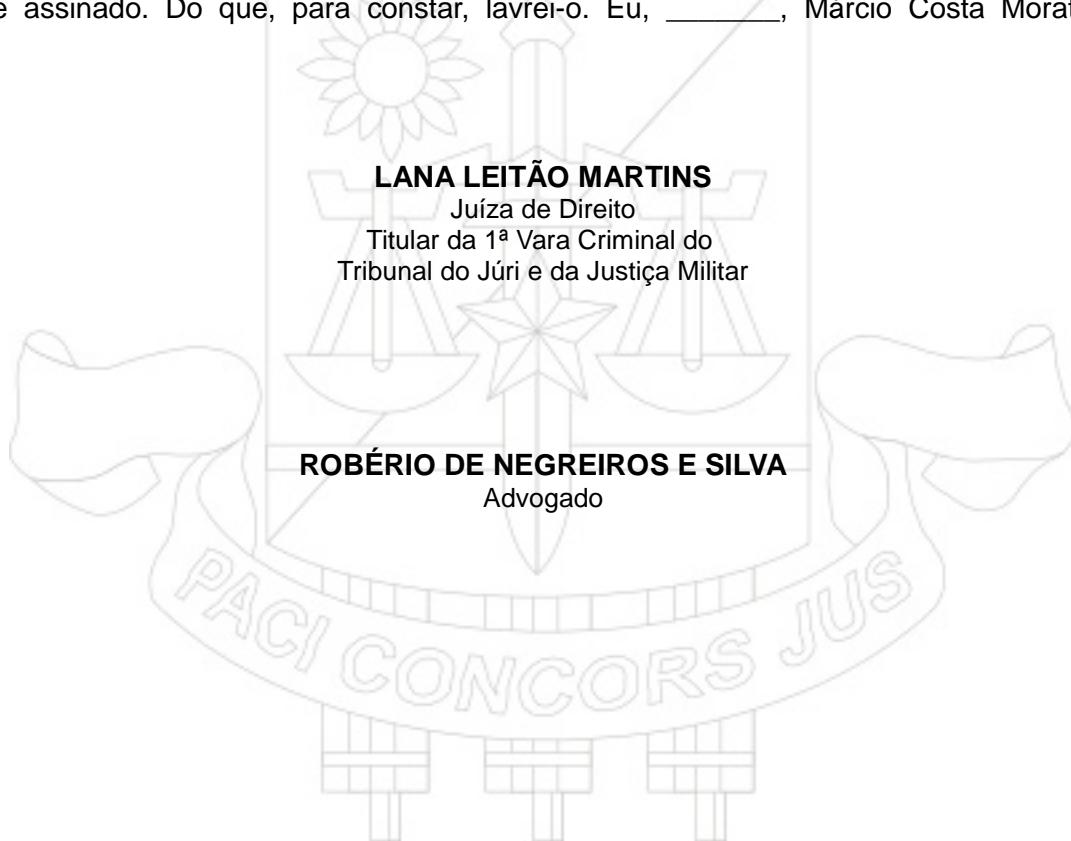 e assinado. Do que, para constar, lavrei-o. Eu, ________, Márcio Costa Morat
LANA LEITÃO MARTINS
Juíza de Direito
Titular da 1ª Vara Criminal do
Tribunal do Júri e da Justiça Militar
ROBÉRIO DE NEGREIROS E SILVA
Advogado
PACI CONCORS JUS